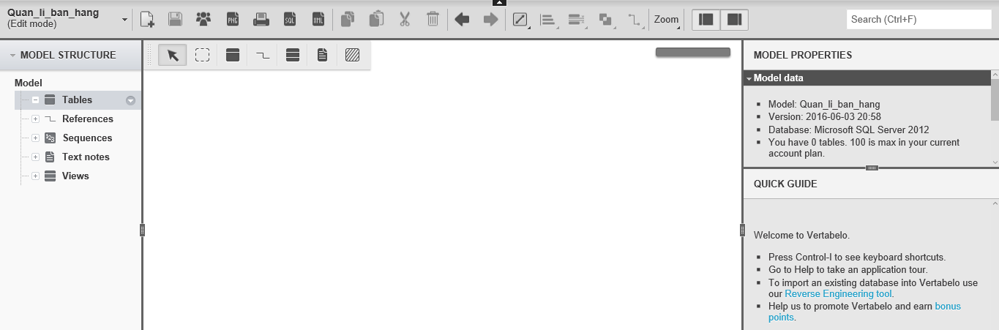 Quan_li_ban_hang
(Edit mode)
PNG
SQL
XML
Zoom
Search (Ctrl+F)
MODEL STRUCTURE
Model
Tables
References
123
Sequences
Text notes
Views
MODEL PROPERTIES
Model data
Model: Quan_li_ban_hang
Version: 2016-06-03 20:58
Database: Microsoft SQL Server 2012
You have 0 tables. 100 is max in your current
account plan.
QUICK GUIDE
Welcome to Vertabelo.
Press Control-I to see keyboard shortcuts.
Go to Help to take an application tour.
To import an existing database into Vertabelo use
our Reverse Engineering tool.
Help us to promote Vertabelo and earn bonus
points.